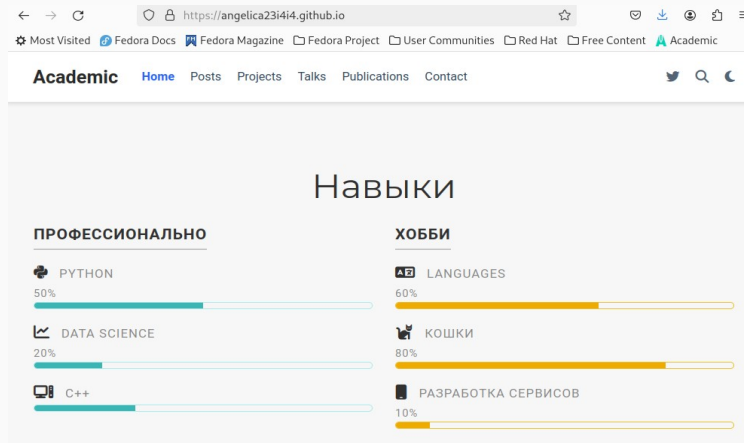 https://angelica23i4i4.github.io
Most Visited Fedora Docs Fedora Magazine Fedora Project User Communities Red Hat Free Content Academic
Academic Home Posts Projects Talks Publications Contact
Навыки
ПРОФЕССИОНАЛЬНО
PYTHON
50%
DATA SCIENCE
20%
C++
ХОББИ
LANGUAGES
60%
КОШКИ
80%
РАЗРАБОТКА СЕРВИСОВ
10%